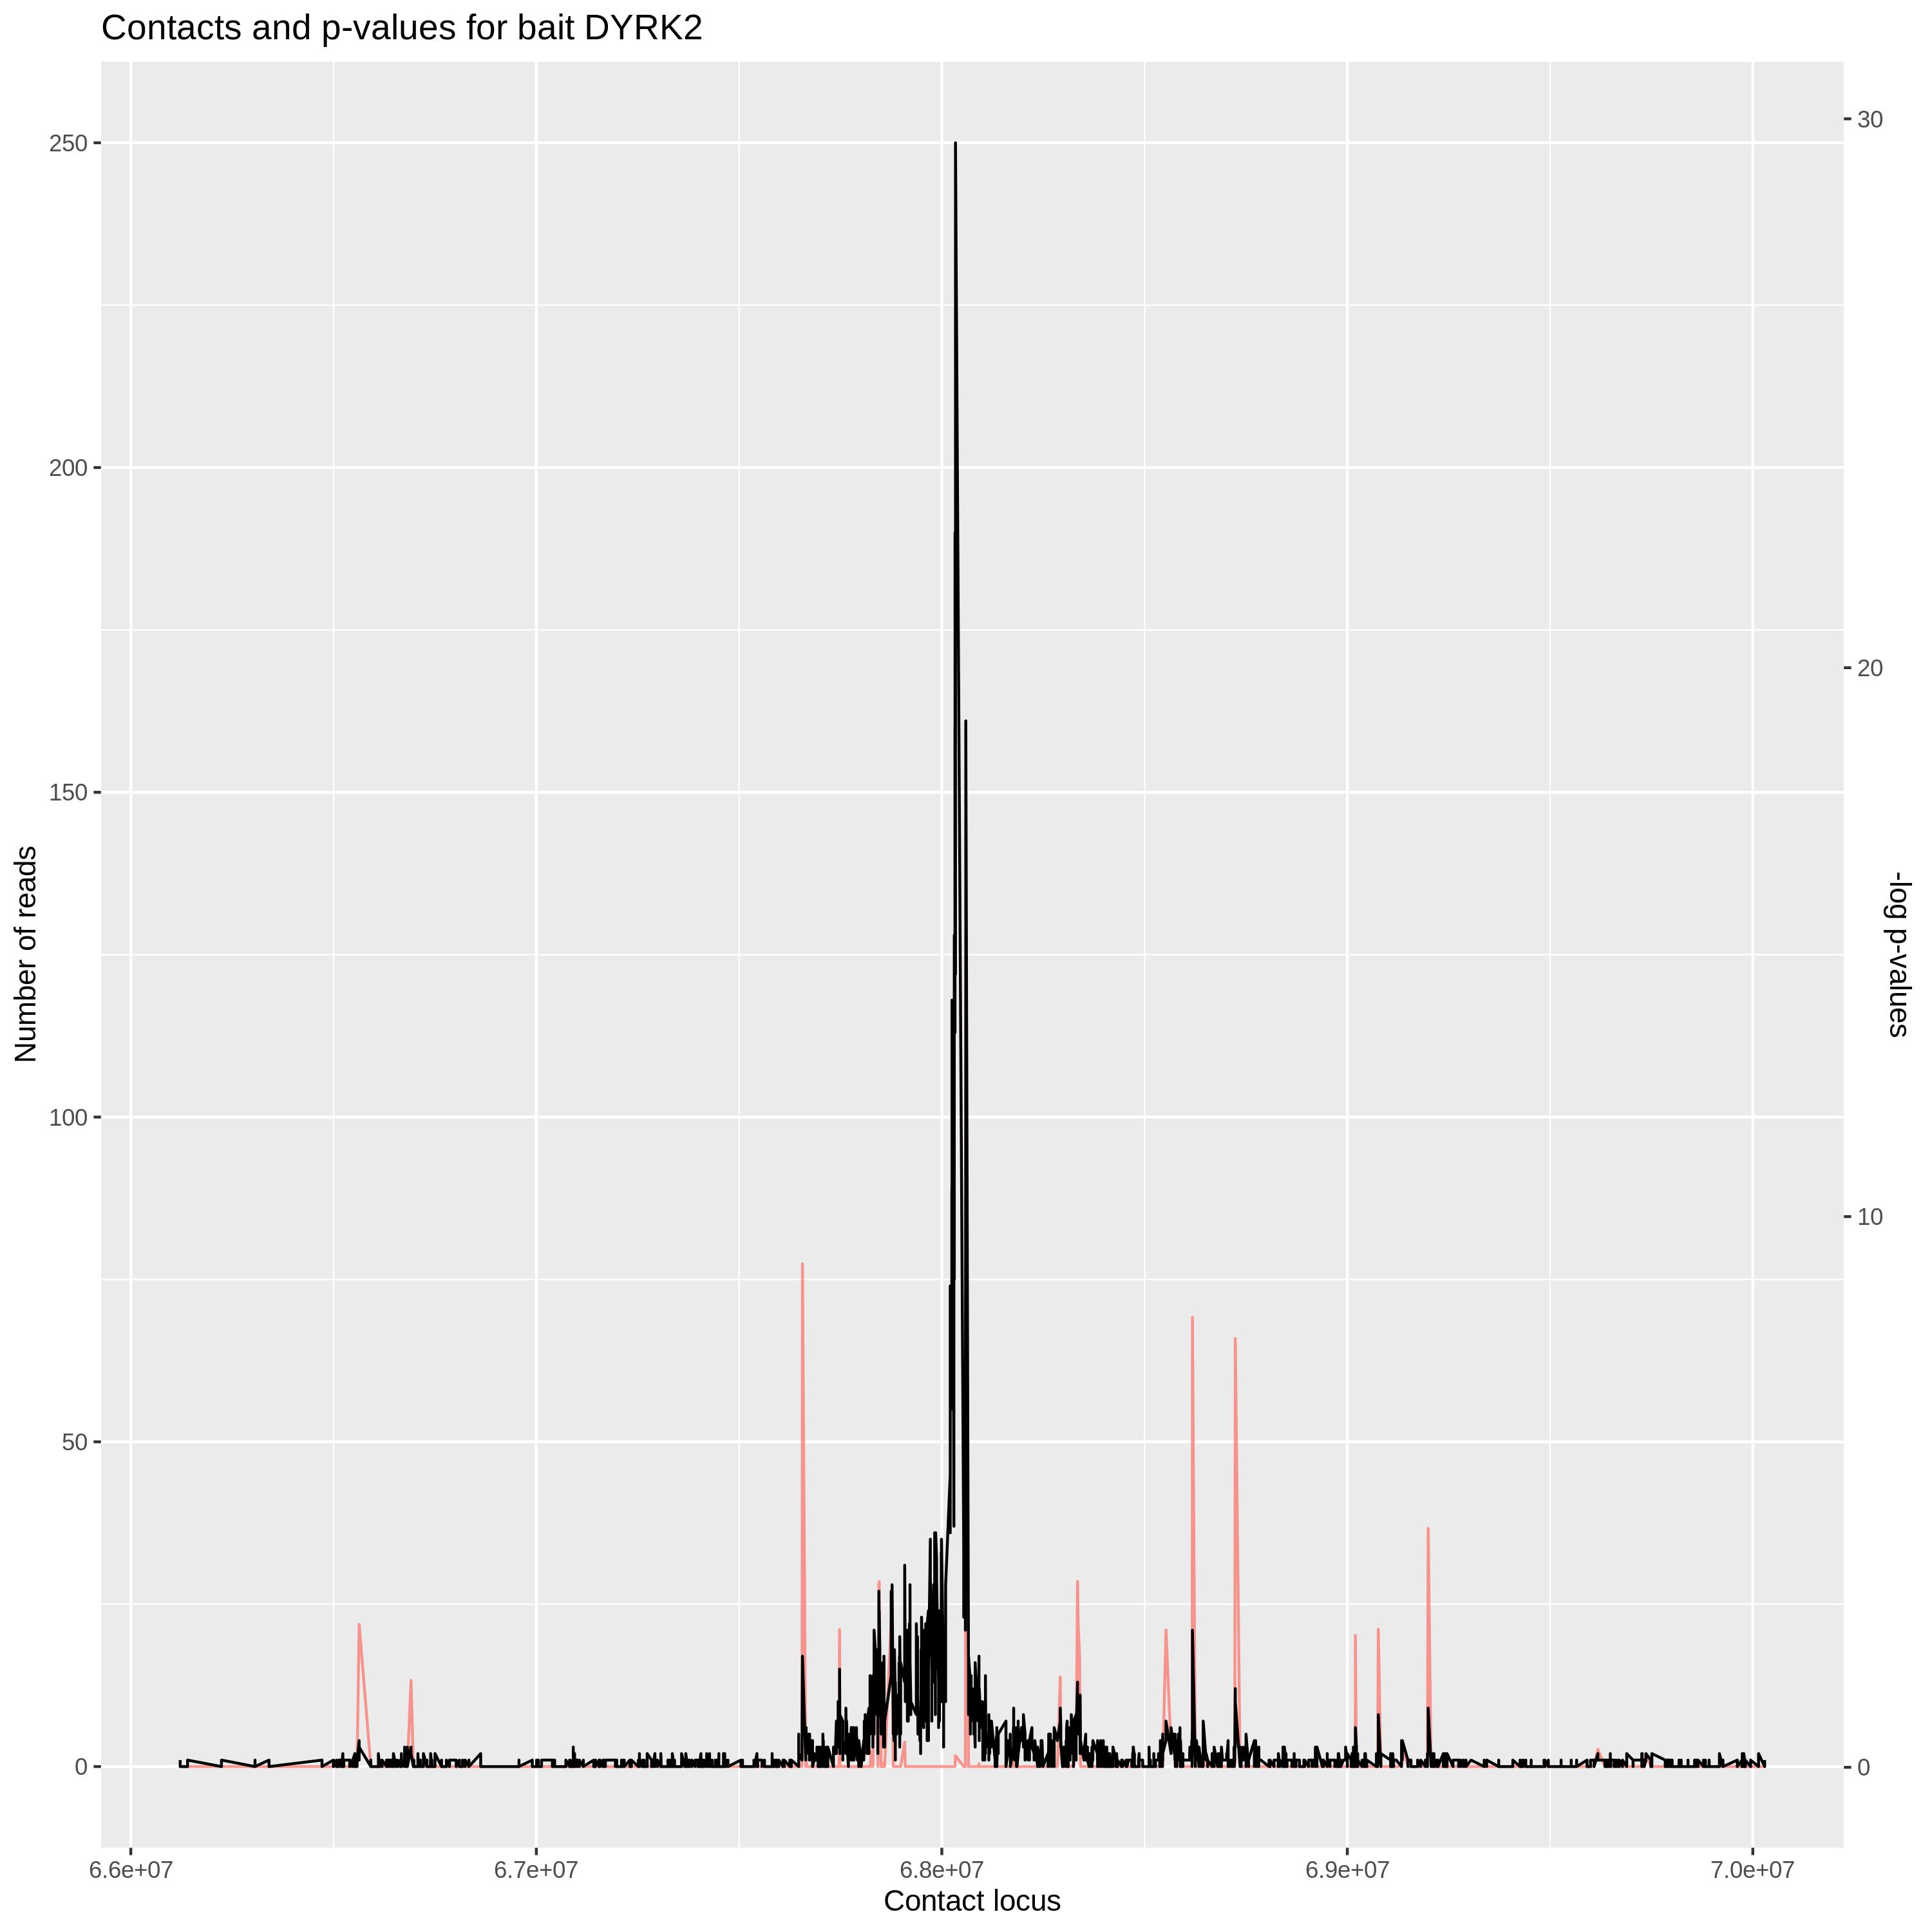 Contacts and p-values for bait DYRK2
250
200
150
100
50
0
Number of reads
30
20
10
0
-log p-values
6.6e+07
6.7e+07
6.8e+07
6.9e+07
7.0e+07
Contact locus